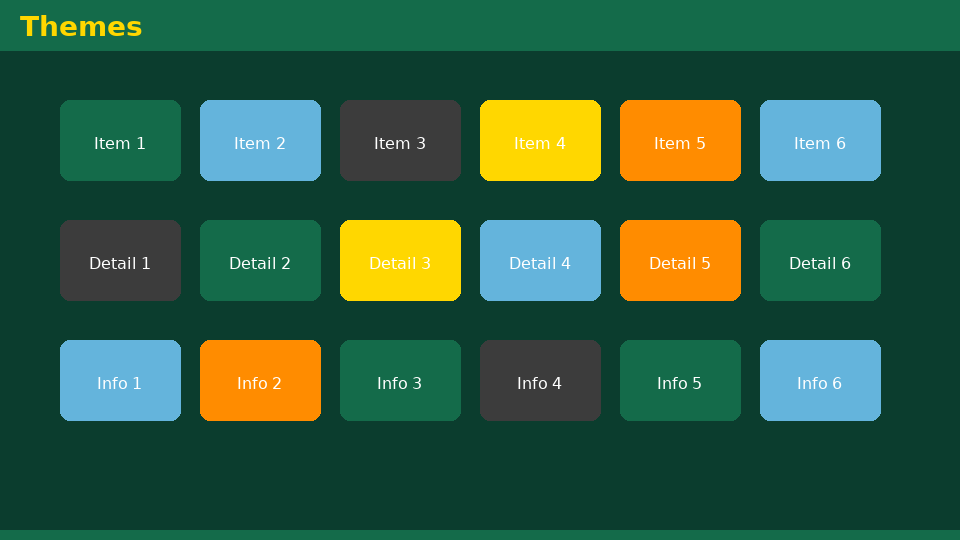 Themes
Item 1 Item 2 Item 3 Item 4 Item 5 Item 6
Detail 1 Detail 2 Detail 3 Detail 4 Detail 5 Detail 6
Info 1 Info 2 Info 3 Info 4 Info 5 Info 6